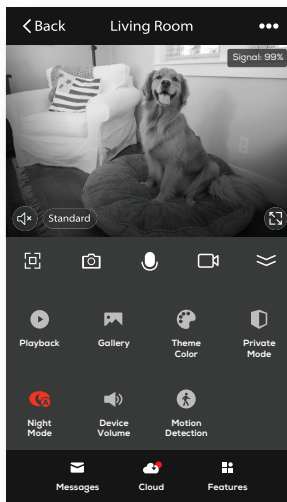 Back
Living Room
Signal: 99%
Standard
Playback
Gallery
Theme
Color
Private
Mode
Night
Mode
Device
Volume
Motion
Detection
Messages
Cloud
Features